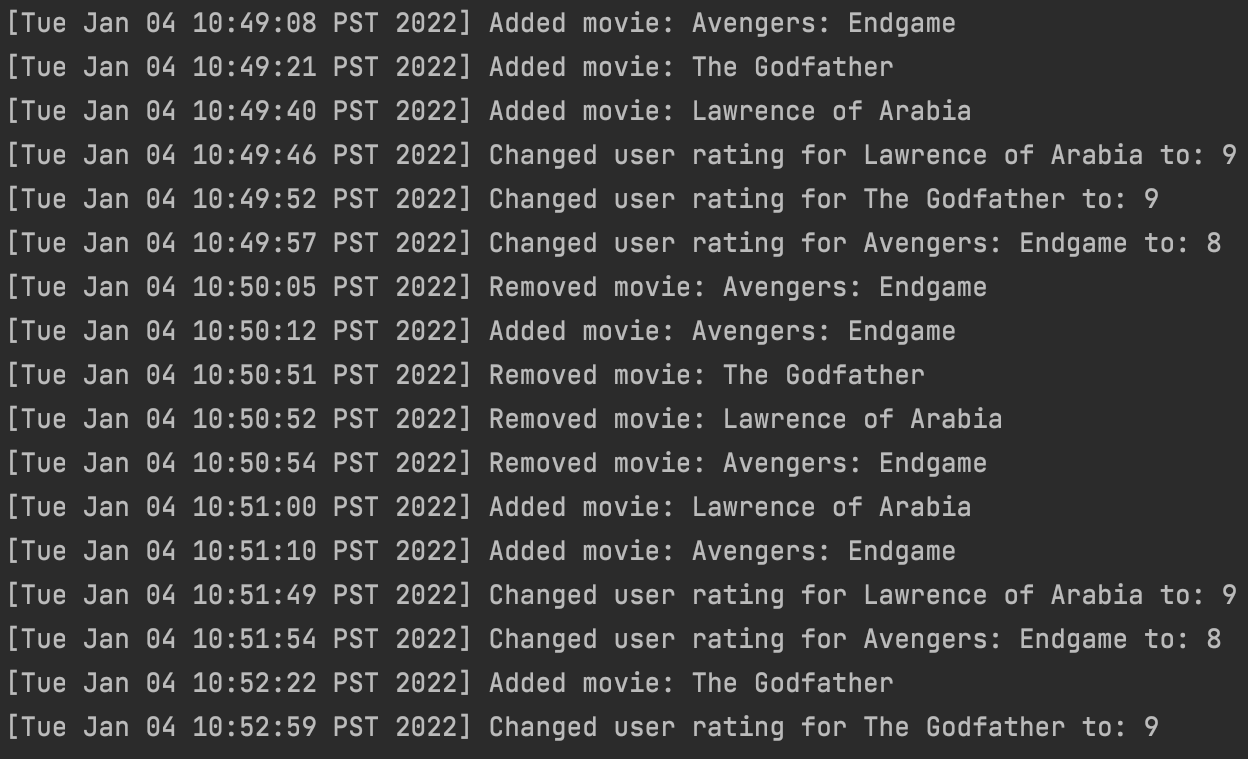 [Tue Jan 04 10:49:08 PST 2022] Added movie: Avengers: Endgame
[Tue Jan 04 10:49:21 PST 2022] Added movie: The Godfather
[Tue Jan 04 10:49:40 PST 2022] Added movie: Lawrence of Arabia
[Tue Jan 04 10:49:46 PST 2022] Changed user rating for Lawrence of Arabia to: 9
[Tue Jan 04 10:49:52 PST 2022] Changed user rating for The Godfather to: 9
[Tue Jan 04 10:49:57 PST 2022] Changed user rating for Avengers: Endgame to: 8
[Tue Jan 04 10:50:05 PST 2022] Removed movie: Avengers: Endgame
[Tue Jan 04 10:50:12 PST 2022] Added movie: Avengers: Endgame
[Tue Jan 04 10:50:51 PST 2022] Removed movie: The Godfather
[Tue Jan 04 10:50:52 PST 2022] Removed movie: Lawrence of Arabia
[Tue Jan 04 10:50:54 PST 2022] Removed movie: Avengers: Endgame
[Tue Jan 04 10:51:00 PST 2022] Added movie: Lawrence of Arabia
[Tue Jan 04 10:51:10 PST 2022] Added movie: Avengers: Endgame
[Tue Jan 04 10:51:49 PST 2022] Changed user rating for Lawrence of Arabia to: 9
[Tue Jan 04 10:51:54 PST 2022] Changed user rating for Avengers: Endgame to: 8
[Tue Jan 04 10:52:22 PST 2022] Added movie: The Godfather
[Tue Jan 04 10:52:59 PST 2022] Changed user rating for The Godfather to: 9